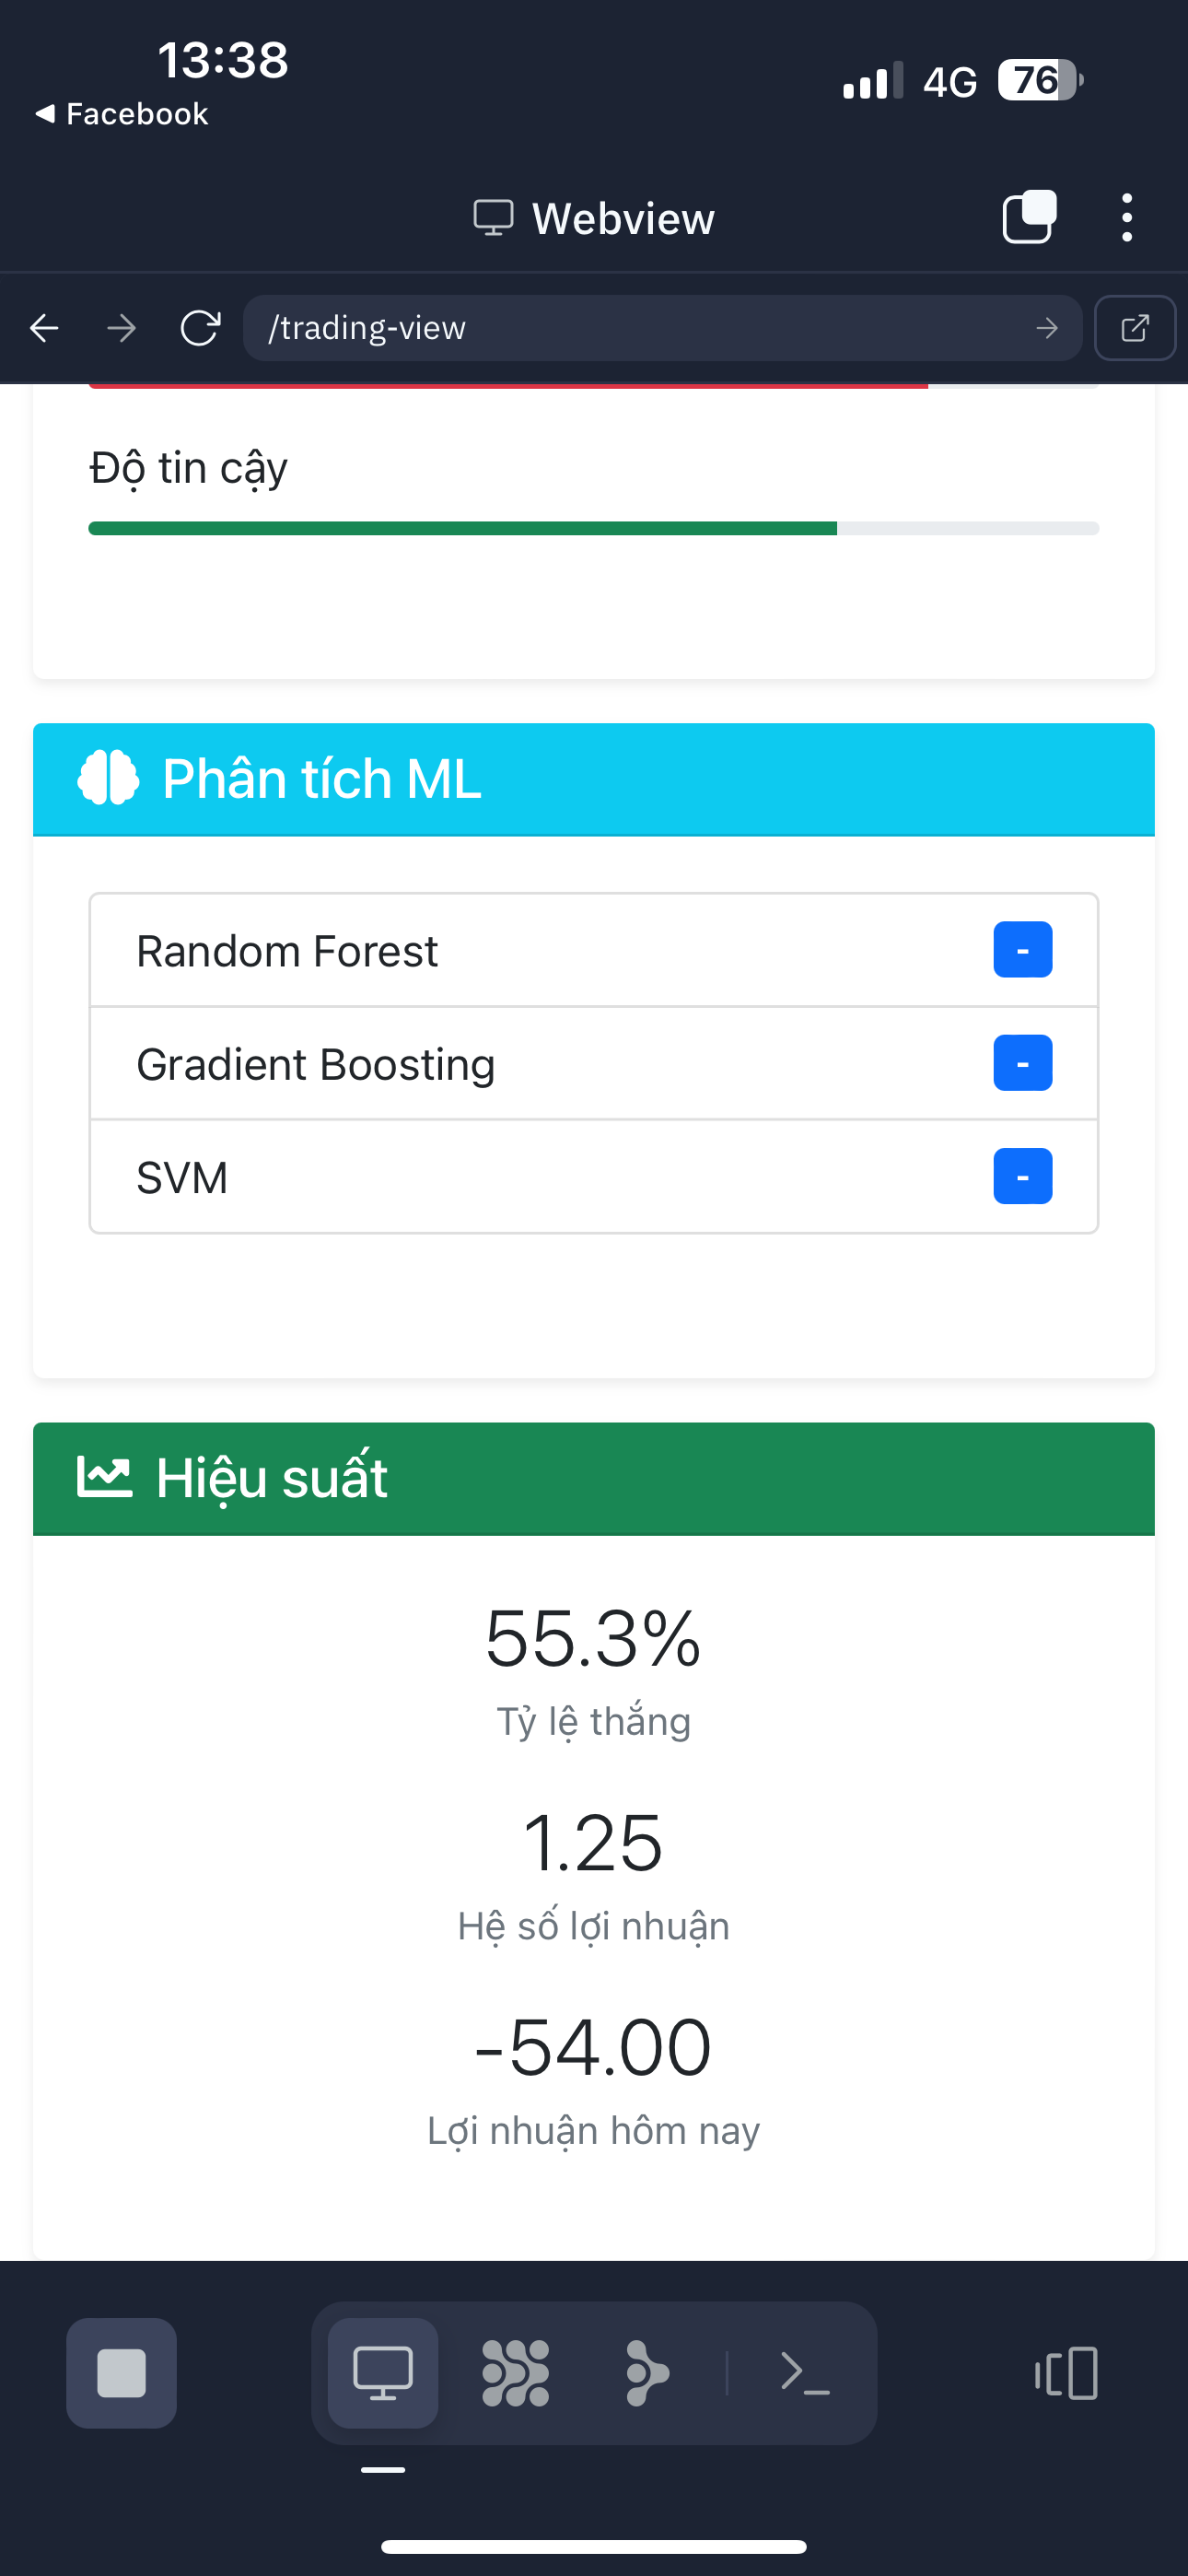 13:38
4G
76
Facebook
Webview
/trading-view
Độ tin cậy
Phân tích ML
Random Forest
-
Gradient Boosting
-
SVM
-
Hiệu suất
55.3%
Tỷ lệ thắng
1.25
Hệ số lợi nhuận
-54.00
Lợi nhuận hôm nay